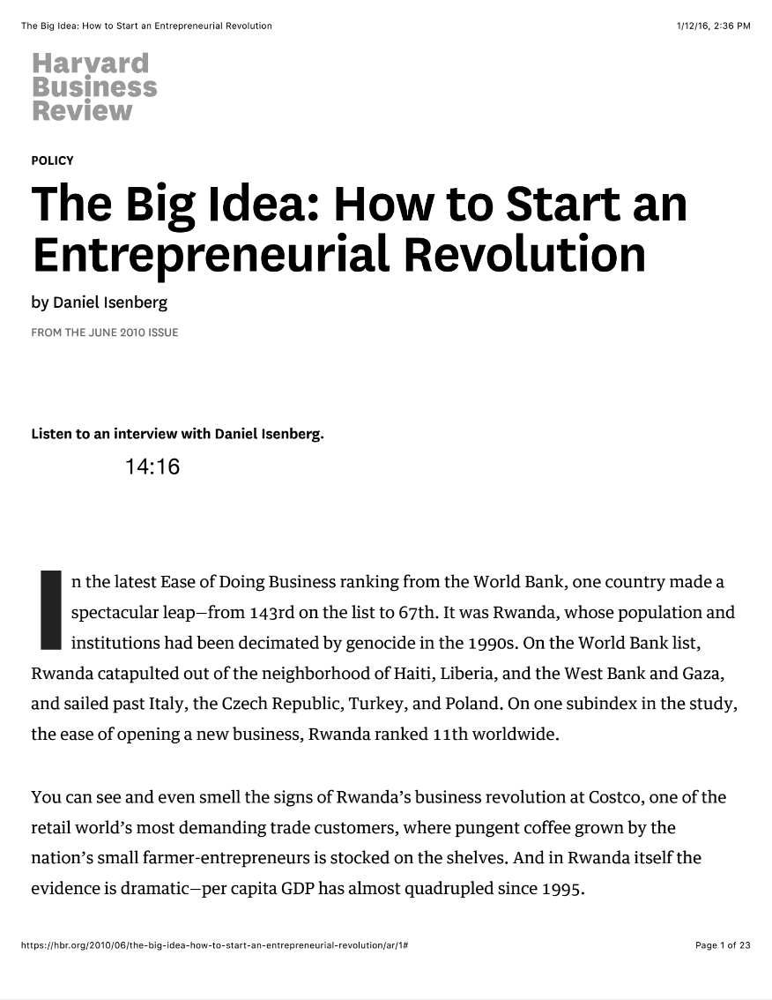 The Big Idea: How to Start an Entrepreneurial Revolution 1/12/16, 2:36 PM
Harvard
Business
Review
POLICY
The Big Idea: How to Start an
Entrepreneurial Revolution
by Daniel Isenberg
FROM THE JUNE 2010 ISSUE
Listen to an interview with Daniel Isenberg.
14:16
In the latest Ease of Doing Business ranking from the World Bank, one country made a
spectacular leap—from 143rd on the list to 67th. It was Rwanda, whose population and
institutions had been decimated by genocide in the 1990s. On the World Bank list,
Rwanda catapulted out of the neighborhood of Haiti, Liberia, and the West Bank and Gaza,
and sailed past Italy, the Czech Republic, Turkey, and Poland. On one subindex in the study,
the ease of opening a new business, Rwanda ranked 11th worldwide.
You can see and even smell the signs of Rwanda’s business revolution at Costco, one of the
retail world’s most demanding trade customers, where pungent coffee grown by the
nation’s small farmer-entrepreneurs is stocked on the shelves. And in Rwanda itself the
evidence is dramatic—per capita GDP has almost quadrupled since 1995.
https://hbr.org/2010/06/the-big-idea-how-to-start-an-entrepreneurial-revolution/ar/1# Page 1 of 23